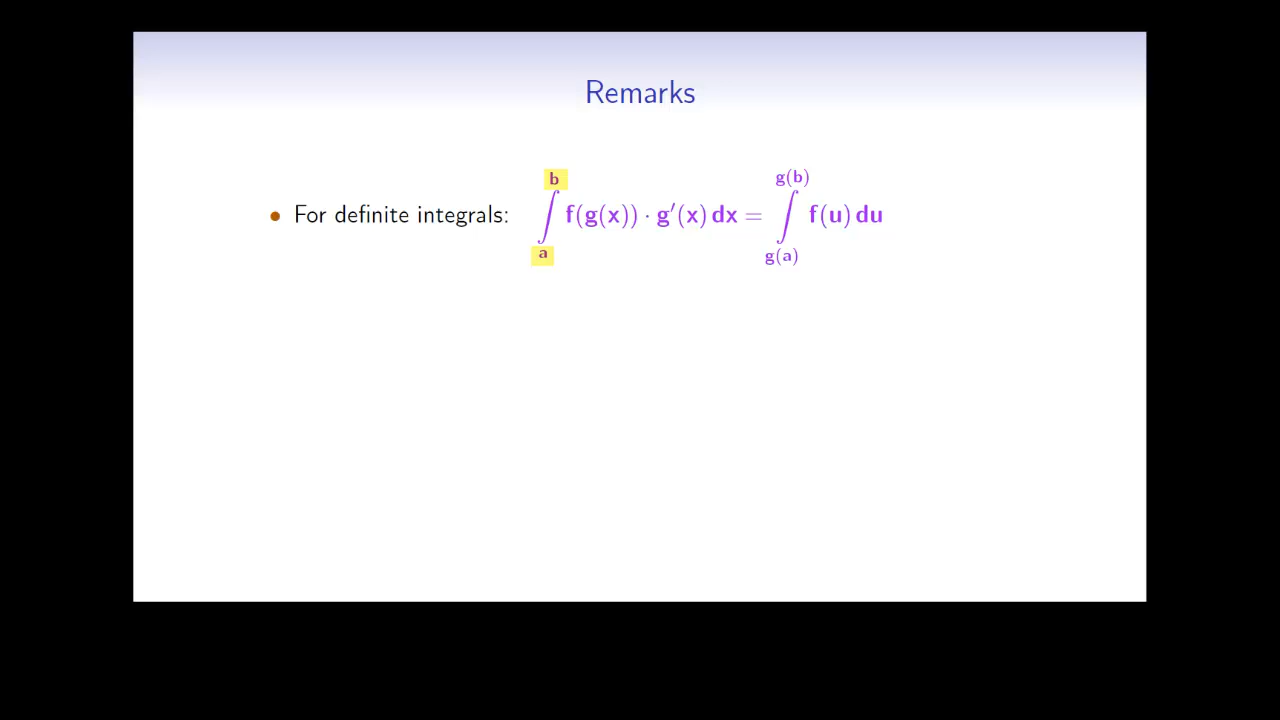 Remarks
• For definite integrals: ∫_a^b f(g(x)) · g′(x) dx = ∫_{g(a)}^{g(b)} f(u) du